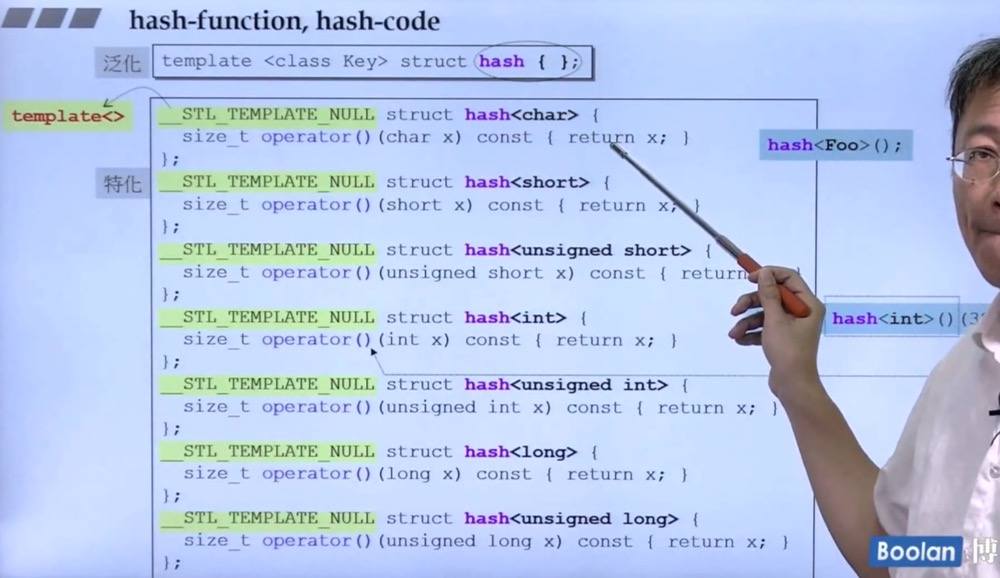 hash-function, hash-code
泛化
template <class Key> struct hash { };
template<>
__STL_TEMPLATE_NULL struct hash<char> {
size_t operator()(char x) const { return x; }
};
hash<Foo>();
特化
__STL_TEMPLATE_NULL struct hash<short> {
size_t operator()(short x) const { return x; }
};
__STL_TEMPLATE_NULL struct hash<unsigned short> {
size_t operator()(unsigned short x) const { return }
};
__STL_TEMPLATE_NULL struct hash<int> {
hash<int>()(32
size_t operator()(int x) const { return x; }
};
__STL_TEMPLATE_NULL struct hash<unsigned int> {
size_t operator()(unsigned int x) const { return x; }
};
__STL_TEMPLATE_NULL struct hash<long> {
size_t operator()(long x) const { return x; }
};
__STL_TEMPLATE_NULL struct hash<unsigned long> {
size_t operator()(unsigned long x) const { return x; }
};
Boolan 博